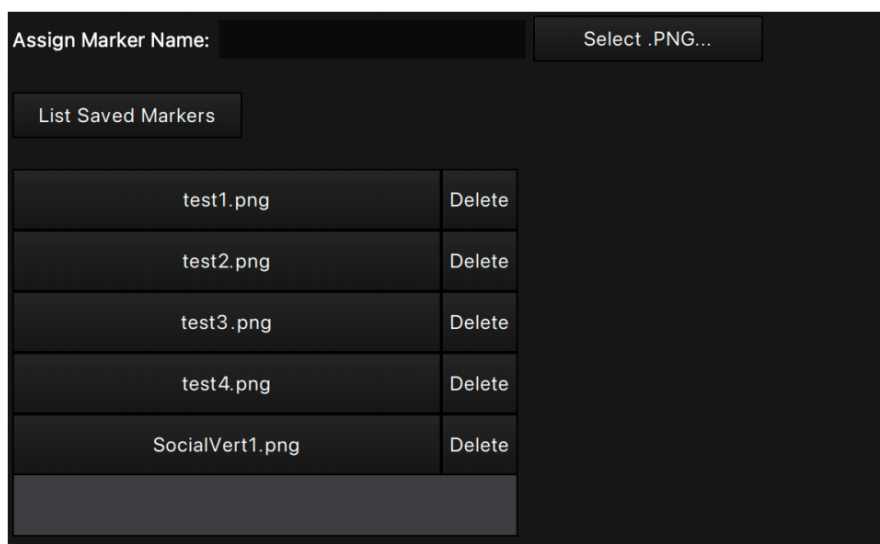 Assign Marker Name: Select .PNG...
List Saved Markers
test1.png Delete
test2.png Delete
test3.png Delete
test4.png Delete
SocialVert1.png Delete